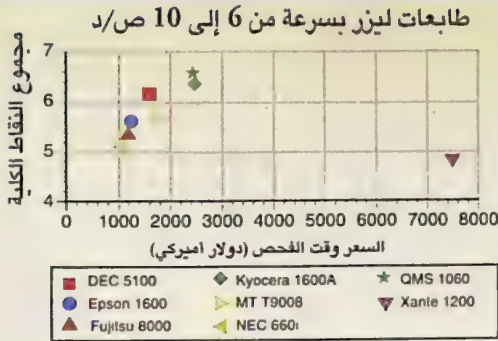 طابعات ليزر بسرعة من 6 إلى 10 ص/د
مجموع النقاط الكلية
7
6
5
4
0 1000 2000 3000 4000 5000 6000 7000 8000
السعر وقت الفحص (دولار اميركي)
DEC 5100 Kyocera 1600A QMS 1060
Epson 1600 MT T9008 Xante 1200
Fujitsu 8000 NEC 660i